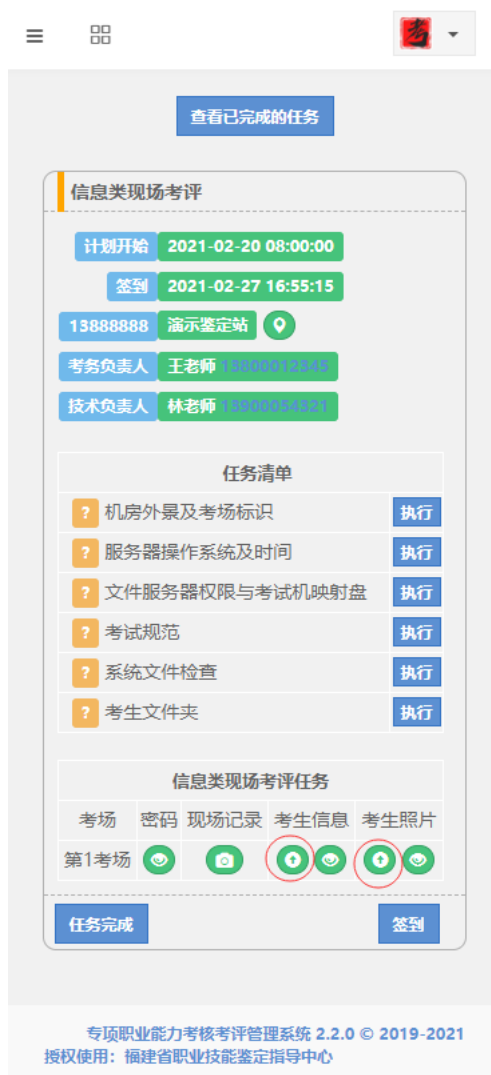 考
查看已完成的任务
信息类现场考评
计划开始 2021-02-20 08:00:00
签到 2021-02-27 16:55:15
13888888 演示鉴定站
考务负责人 王老师 13800012345
技术负责人 林老师 13900054321
任务清单
? 机房外景及考场标识 执行
? 服务器操作系统及时间 执行
? 文件服务器权限与考试机映射盘 执行
? 考试规范 执行
? 系统文件检查 执行
? 考生文件夹 执行
信息类现场考评任务
考场 密码 现场记录 考生信息 考生照片
第1考场
任务完成 签到
专项职业能力考核考评管理系统 2.2.0 © 2019-2021
授权使用：福建省职业技能鉴定指导中心